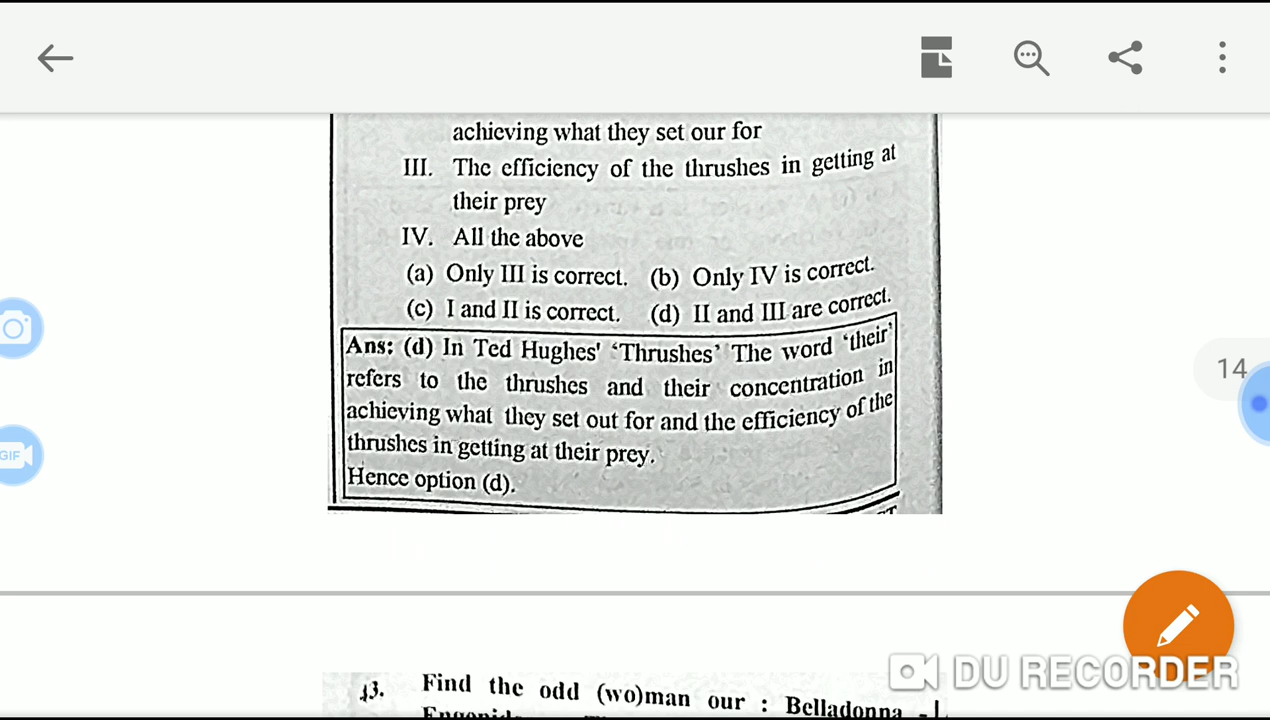 achieving what they set our for
III. The efficiency of the thrushes in getting at
their prey
IV. All the above
(a) Only III is correct. (b) Only IV is correct.
(c) I and II is correct. (d) II and III are correct.
Ans: (d) In Ted Hughes' ‘Thrushes’ The word ‘their’
refers to the thrushes and their concentration in
achieving what they set out for and the efficiency of the
thrushes in getting at their prey.
Hence option (d).
14
GIF
DU RECORDER
Find the odd (wo)man our : Belladonna -